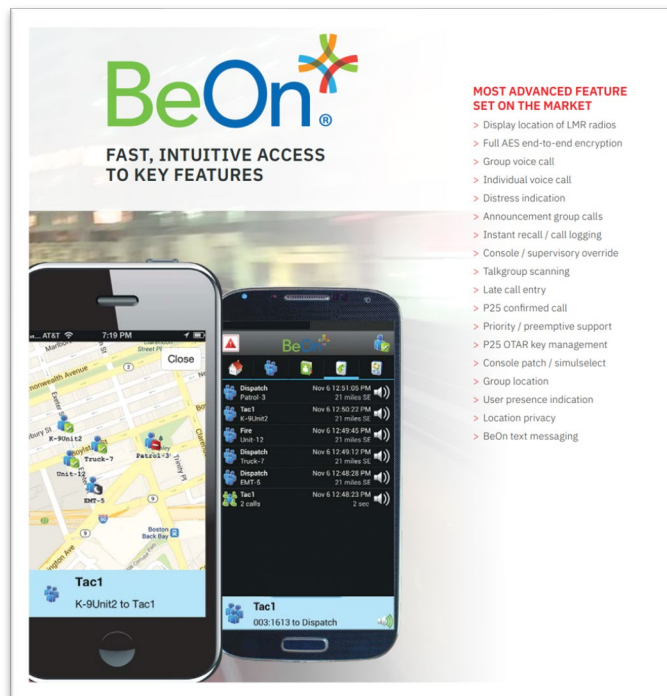 BeOn®
FAST, INTUITIVE ACCESS
TO KEY FEATURES
MOST ADVANCED FEATURE
SET ON THE MARKET
> Display location of LMR radios
> Full AES end-to-end encryption
> Group voice call
> Individual voice call
> Distress indication
> Announcement group calls
> Instant recall / call logging
> Console / supervisory override
> Talkgroup scanning
> Late call entry
> P25 confirmed call
> Priority / preemptive support
> P25 OTAR key management
> Console patch / simulselect
> Group location
> User presence indication
> Location privacy
> BeOn text messaging
AT&T 7:19 PM
Close
monwealth Avenue
K-9Unit2
Truck-7
Patrol-3
Unit-12
EMT-5
Trinity Pl
Boston
Back Bay
Tac1
K-9Unit2 to Tac1
BeOn
Dispatch Nov 6 12:51:05 PM
Patrol-3 21 miles SE
Tac1 Nov 6 12:50:22 PM
K-9Unit2 21 miles SE
Fire Nov 6 12:49:45 PM
Unit-12 21 miles SE
Dispatch Nov 6 12:49:12 PM
Truck-7 21 miles SE
Dispatch Nov 6 12:48:28 PM
EMT-5 21 miles SE
Tac1 Nov 6 12:48:23 PM
2 calls 2 sec
Tac1
003:1613 to Dispatch